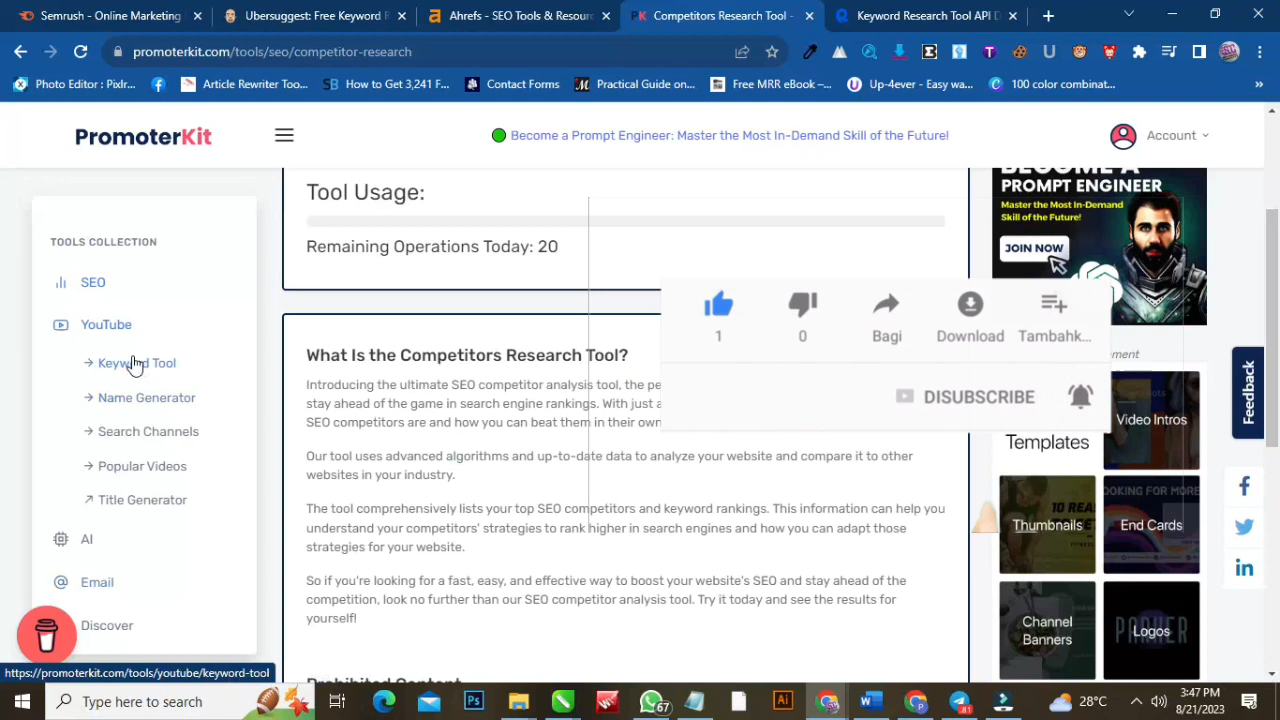 Semrush - Online Marketing
Ubersuggest: Free Keyword R
Ahrefs - SEO Tools & Resour
PK Competitors Research Tool -
Keyword Research Tool API D
promoterkit.com/tools/seo/competitor-research
Photo Editor : Pixlr...
Article Rewriter Too...
SB How to Get 3,241 F...
Contact Forms
Practical Guide on...
Free MRR eBook –...
Up-4ever - Easy wa...
100 color combinat...
PromoterKit
Become a Prompt Engineer: Master the Most In-Demand Skill of the Future!
Account
TOOLS COLLECTION
SEO
YouTube
Keyword Tool
Name Generator
Search Channels
Popular Videos
Title Generator
AI
Email
Discover
Tool Usage:
Remaining Operations Today: 20
What Is the Competitors Research Tool?
Introducing the ultimate SEO competitor analysis tool, the pe
stay ahead of the game in search engine rankings. With just a
SEO competitors are and how you can beat them in their own
Our tool uses advanced algorithms and up-to-date data to analyze your website and compare it to other
websites in your industry.
The tool comprehensively lists your top SEO competitors and keyword rankings. This information can help you
understand your competitors' strategies to rank higher in search engines and how you can adapt those
strategies for your website.
So if you're looking for a fast, easy, and effective way to boost your website's SEO and stay ahead of the
competition, look no further than our SEO competitor analysis tool. Try it today and see the results for
yourself!
Prohibited Content
1
0
Bagi
Download
Tambahk...
DISUBSCRIBE
BECOME A
PROMPT ENGINEER
Master the Most In-Demand
Skill of the Future!
JOIN NOW
Templates
Video Intros
Thumbnails
End Cards
LOOKING FOR MORE
Channel
Banners
Logos
Feedback
https://promoterkit.com/tools/youtube/keyword-tool
Type here to search
67
81
28°C
3:47 PM
8/21/2023